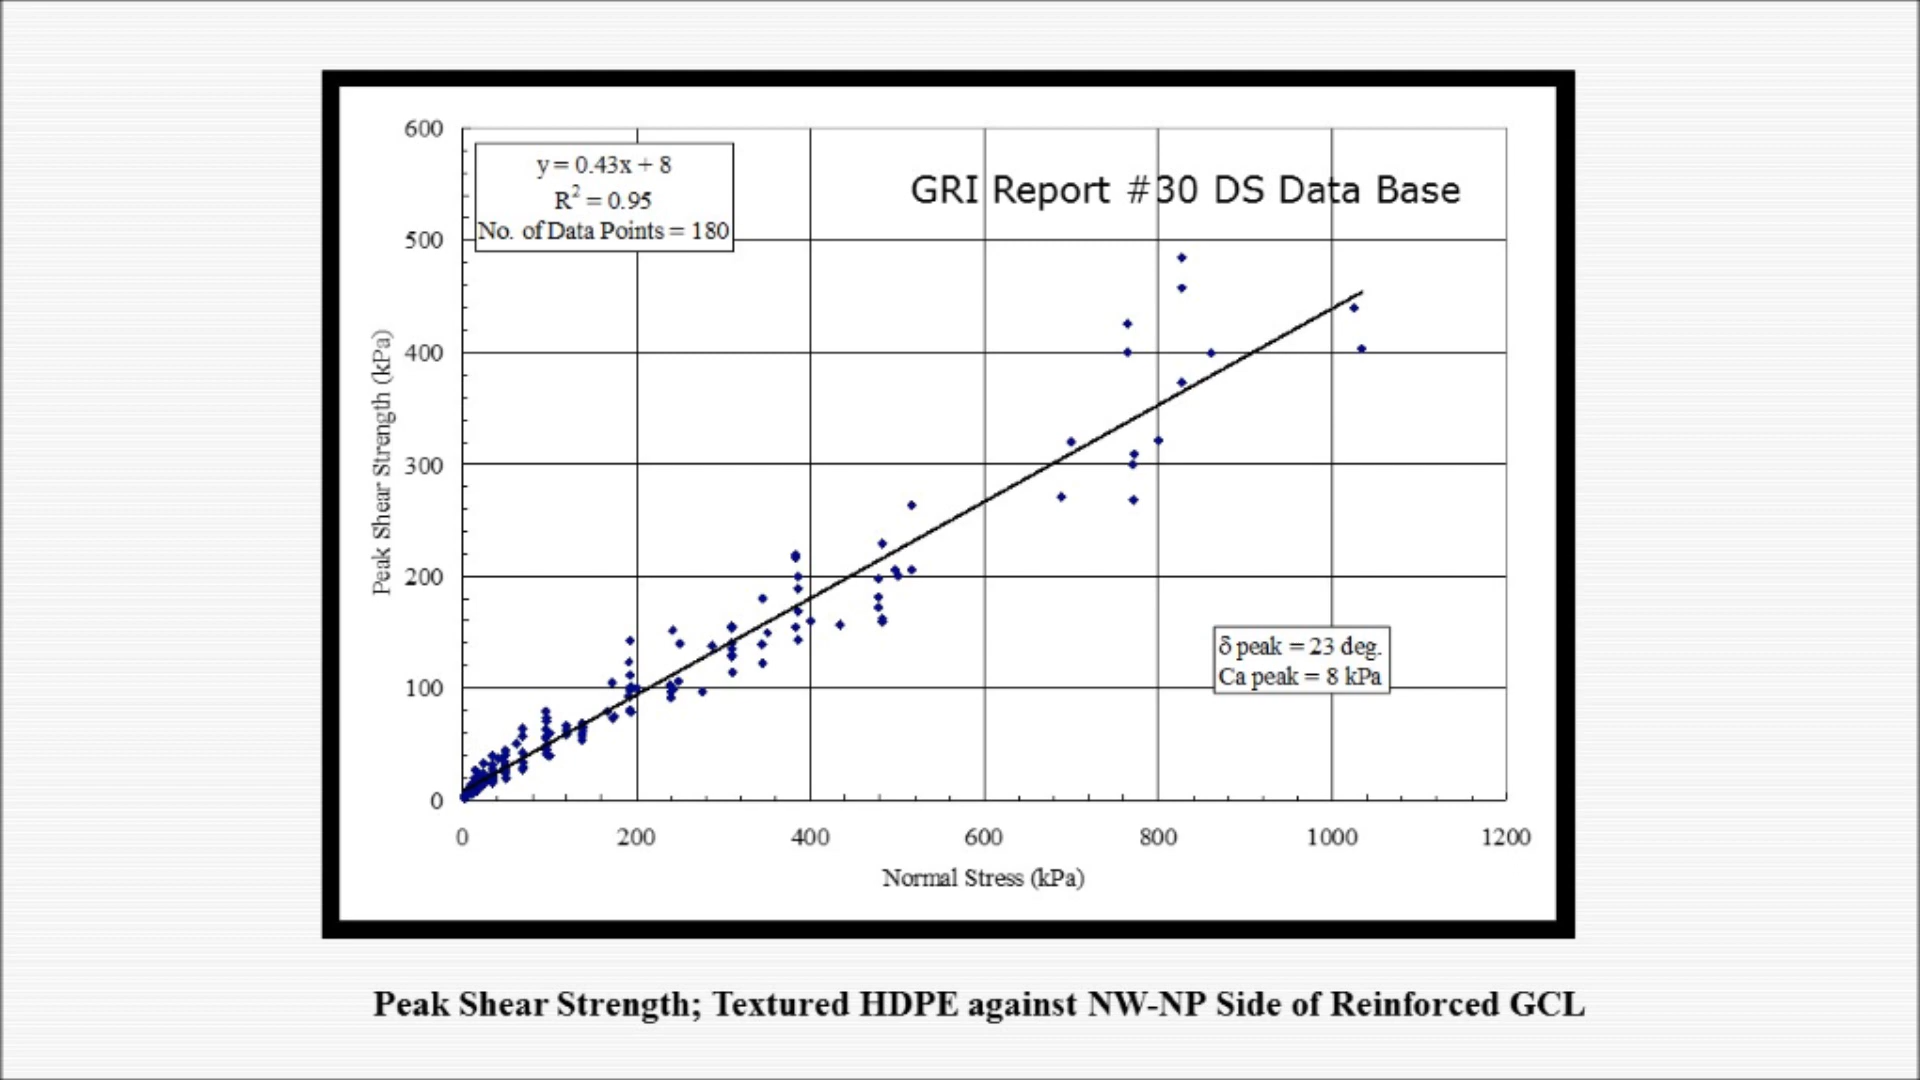 600
y = 0.43x + 8
R² = 0.95
No. of Data Points = 180
GRI Report #30 DS Data Base
500
400
300
200
100
0
Peak Shear Strength (kPa)
δ peak = 23 deg.
Ca peak = 8 kPa
0 200 400 600 800 1000 1200
Normal Stress (kPa)
Peak Shear Strength; Textured HDPE against NW-NP Side of Reinforced GCL